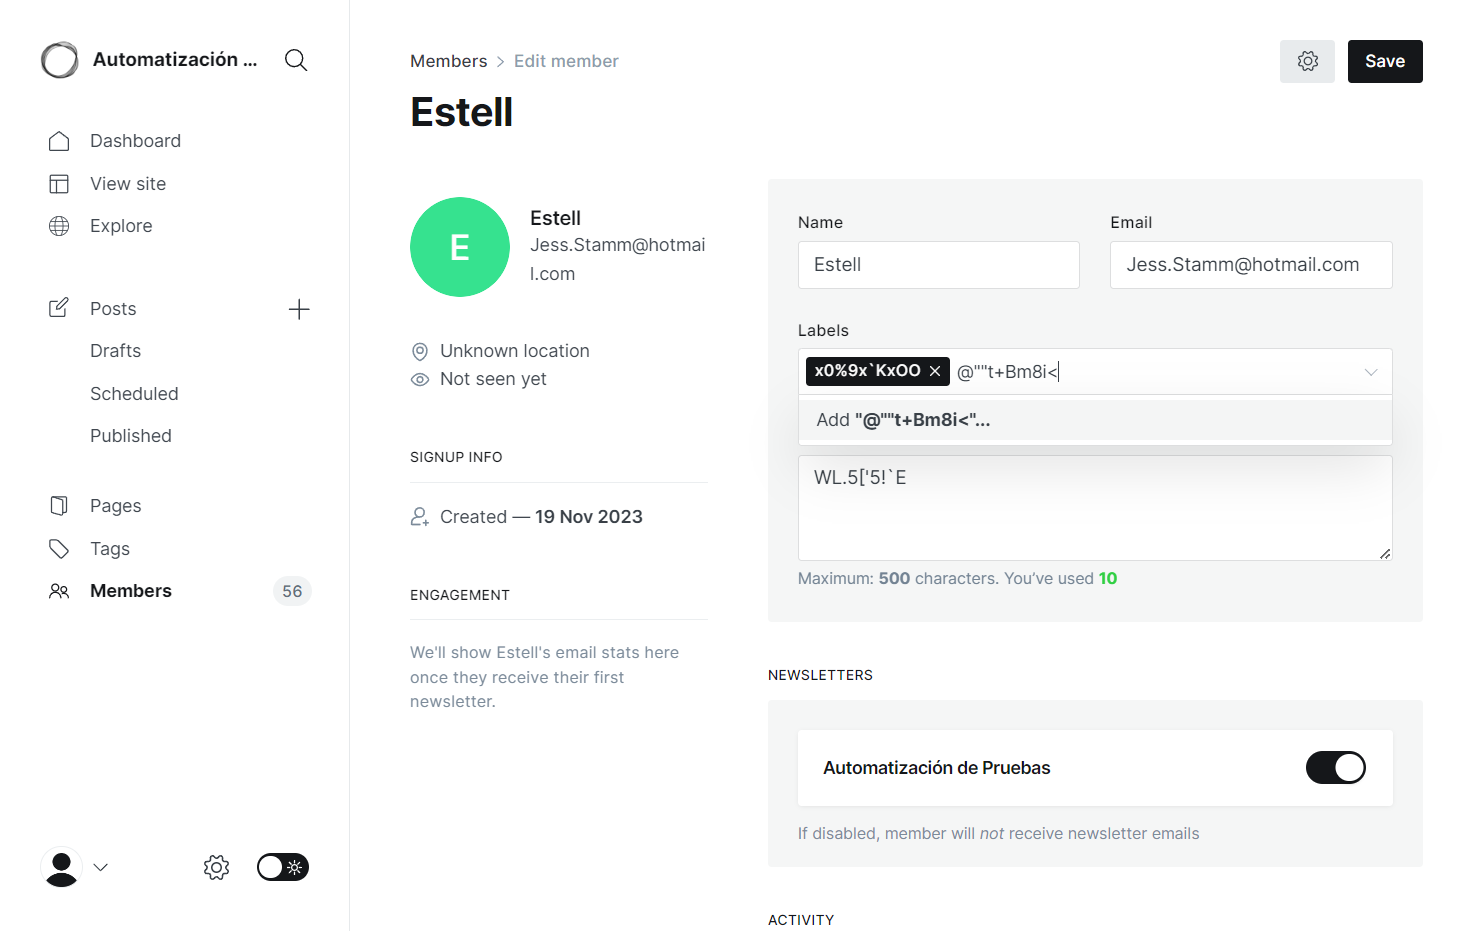 Automatización ...
Dashboard
View site
Explore
Posts
Drafts
Scheduled
Published
Pages
Tags
Members
56
Members > Edit member
Save
Estell
E
Estell
Jess.Stamm@hotmai
l.com
Unknown location
Not seen yet
SIGNUP INFO
Created — 19 Nov 2023
ENGAGEMENT
We'll show Estell's email stats here
once they receive their first
newsletter.
Name
Email
Estell
Jess.Stamm@hotmail.com
Labels
x0%9x`KxOO × @""t+Bm8i<
Add "@""t+Bm8i<"...
WL.5['5!`E
Maximum: 500 characters. You've used 10
NEWSLETTERS
Automatización de Pruebas
If disabled, member will not receive newsletter emails
ACTIVITY